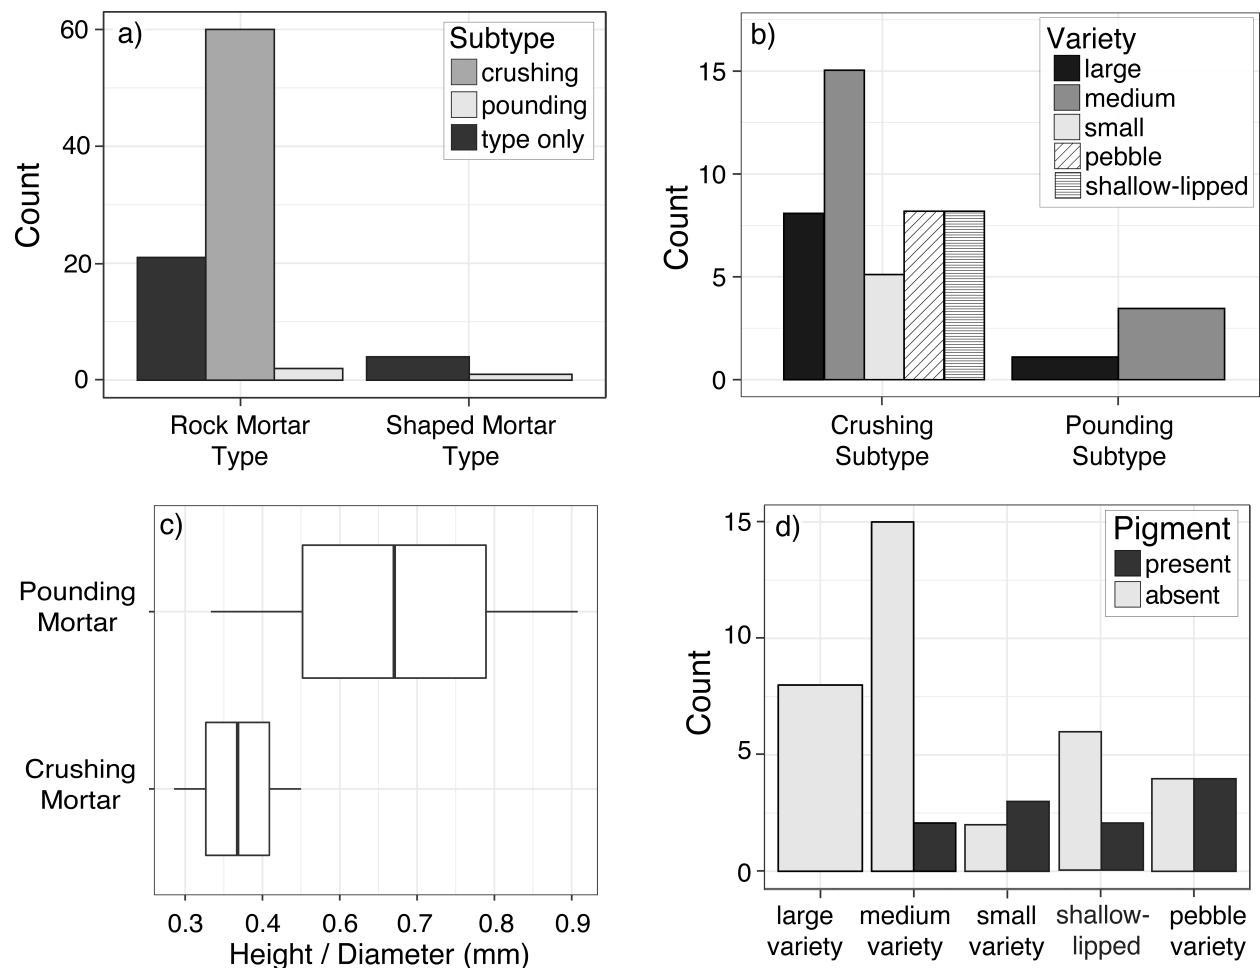 a)
Subtype
crushing
pounding
type only
60
40
20
0
Count
Rock Mortar
Type
Shaped Mortar
Type
b)
Variety
large
medium
small
pebble
shallow-lipped
15
10
5
0
Count
Crushing
Subtype
Pounding
Subtype
c)
Pounding
Mortar
Crushing
Mortar
0.3 0.4 0.6 0.7 0.8 0.9
Height / Diameter (mm)
d)
Pigment
present
absent
15
10
5
0
Count
large
variety
medium
variety
small
variety
shallow-
lipped
pebble
variety